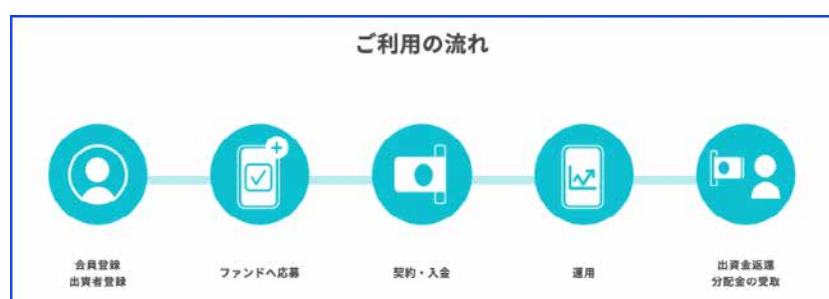 ご利用の流れ
会員登録
出資者登録
ファンドへ応募
契約・入金
運用
出資金返還
分配金の受取